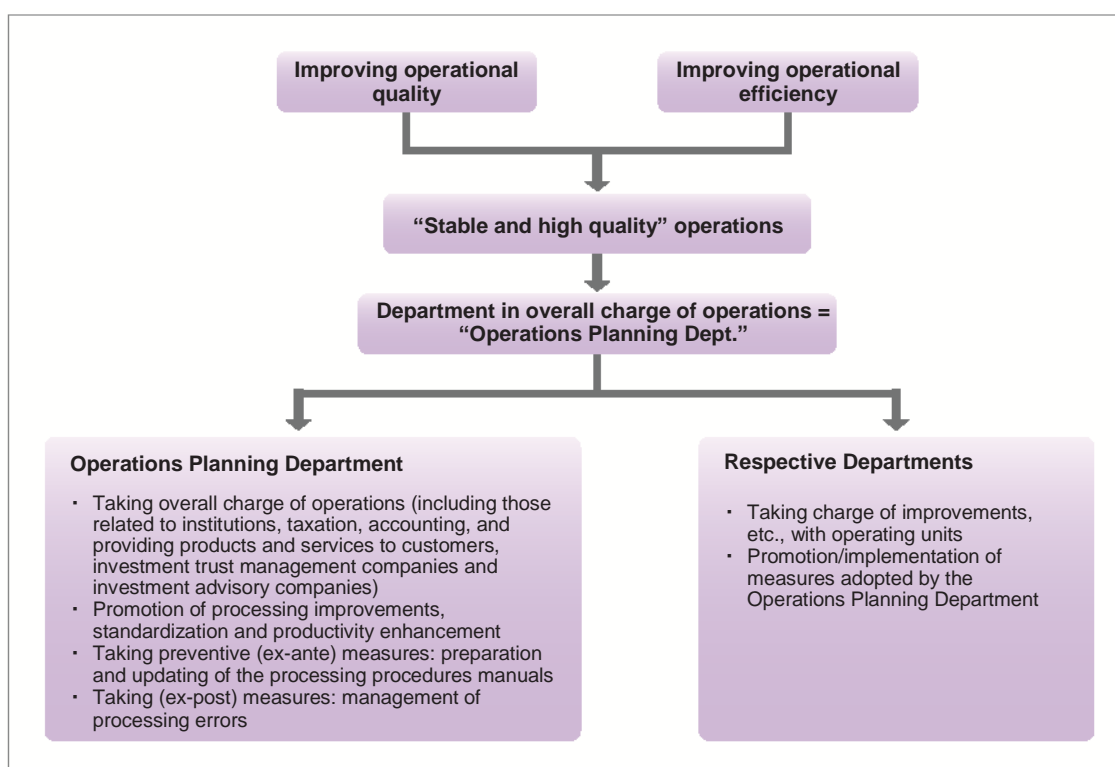 Improving operational
quality
Improving operational
efficiency
“Stable and high quality” operations
Department in overall charge of operations =
“Operations Planning Dept.”
Operations Planning Department
・ Taking overall charge of operations (including those
related to institutions, taxation, accounting, and
providing products and services to customers,
investment trust management companies and
investment advisory companies)
・ Promotion of processing improvements,
standardization and productivity enhancement
・ Taking preventive (ex-ante) measures: preparation
and updating of the processing procedures manuals
・ Taking (ex-post) measures: management of
processing errors
Respective Departments
・ Taking charge of improvements,
etc., with operating units
・ Promotion/implementation of
measures adopted by the
Operations Planning Department